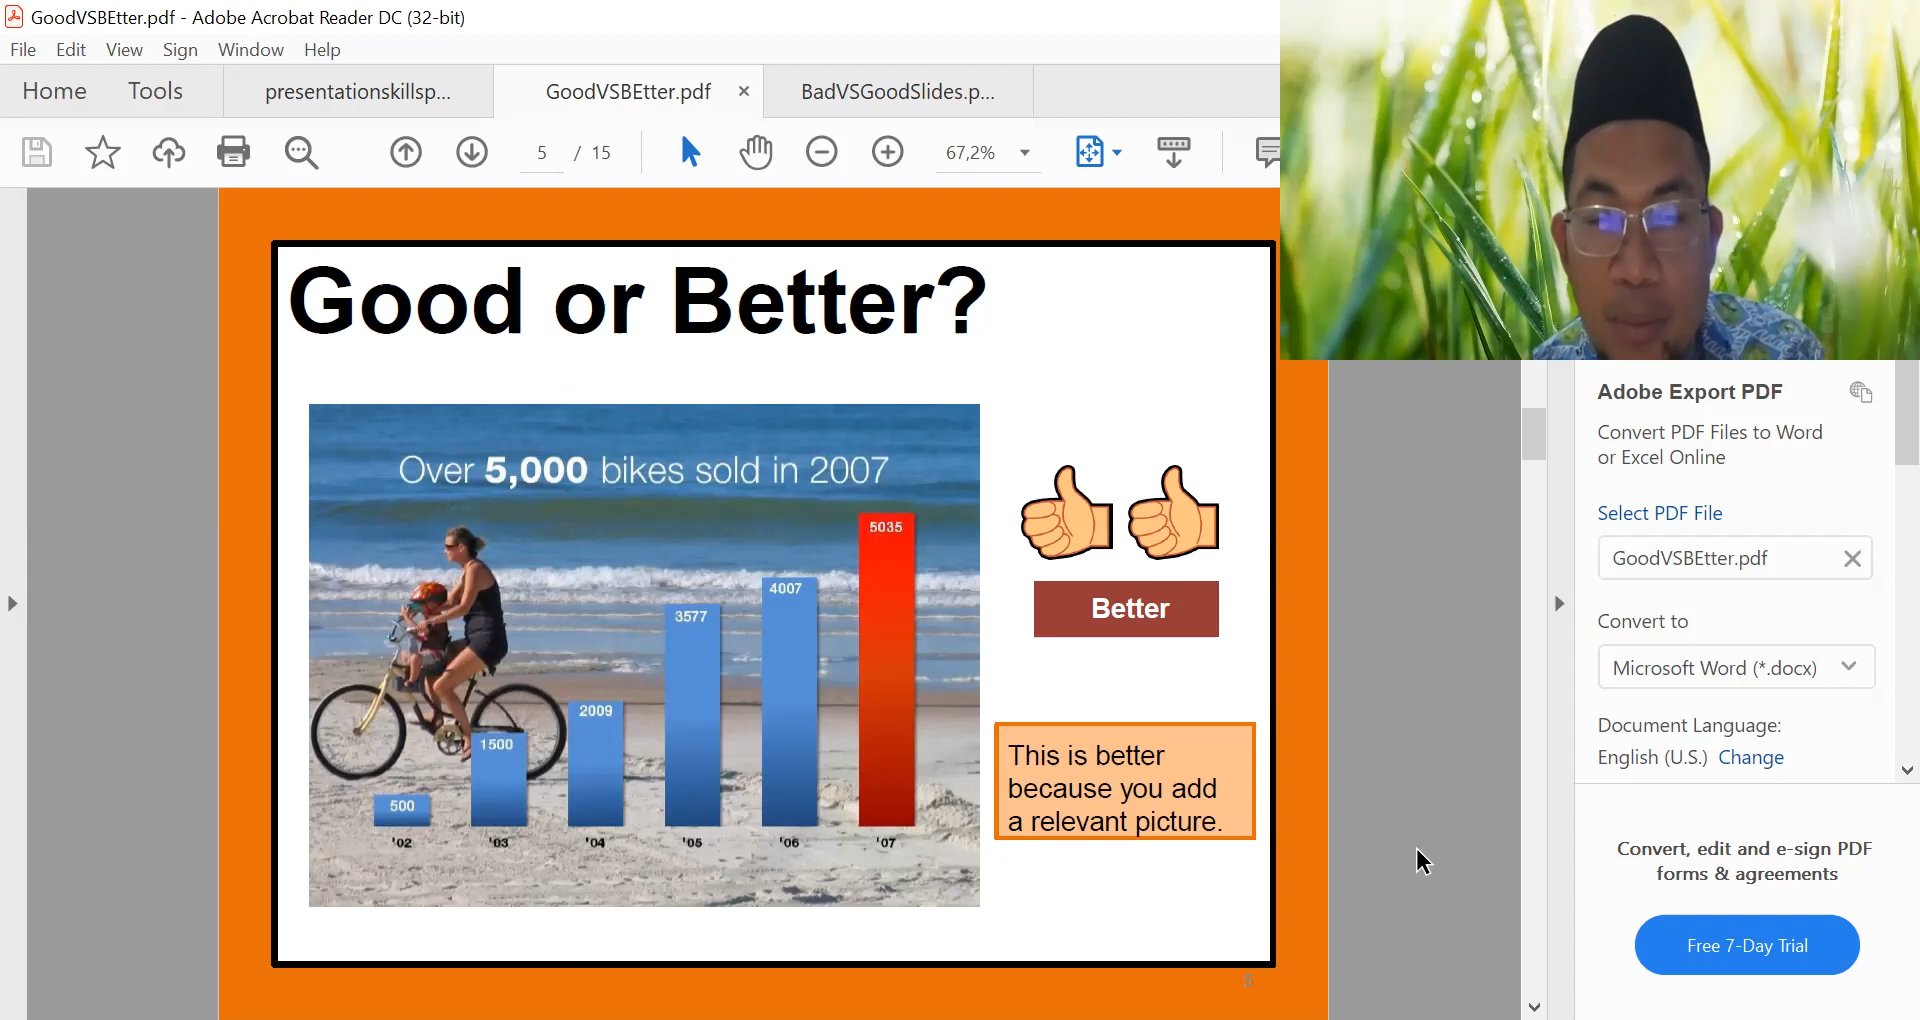 GoodVSBEtter.pdf - Adobe Acrobat Reader DC (32-bit)
File Edit View Sign Window Help
Home Tools presentationskillsp... GoodVSBEtter.pdf × BadVSGoodSlides.p...
5 / 15 67,2%
Good or Better?
Over 5,000 bikes sold in 2007
5035
4007
3577
2009
1500
500
'02 '03 '04 '05 '06 '07
Better
This is better
because you add
a relevant picture.
5
Adobe Export PDF
Convert PDF Files to Word
or Excel Online
Select PDF File
GoodVSBEtter.pdf
Convert to
Microsoft Word (*.docx)
Document Language:
English (U.S.) Change
Convert, edit and e-sign PDF
forms & agreements
Free 7-Day Trial